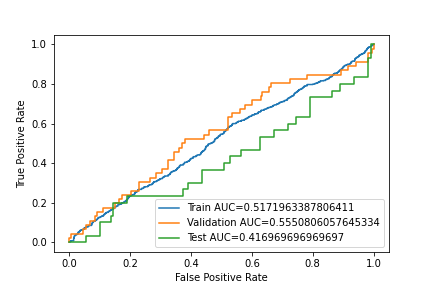 1.0
0.8
0.6
0.4
0.2
0.0
True Positive Rate
Train AUC=0.5171963387806411
Validation AUC=0.5550806057645334
Test AUC=0.416969696969697
0.0 0.2 0.4 0.6 0.8 1.0
False Positive Rate